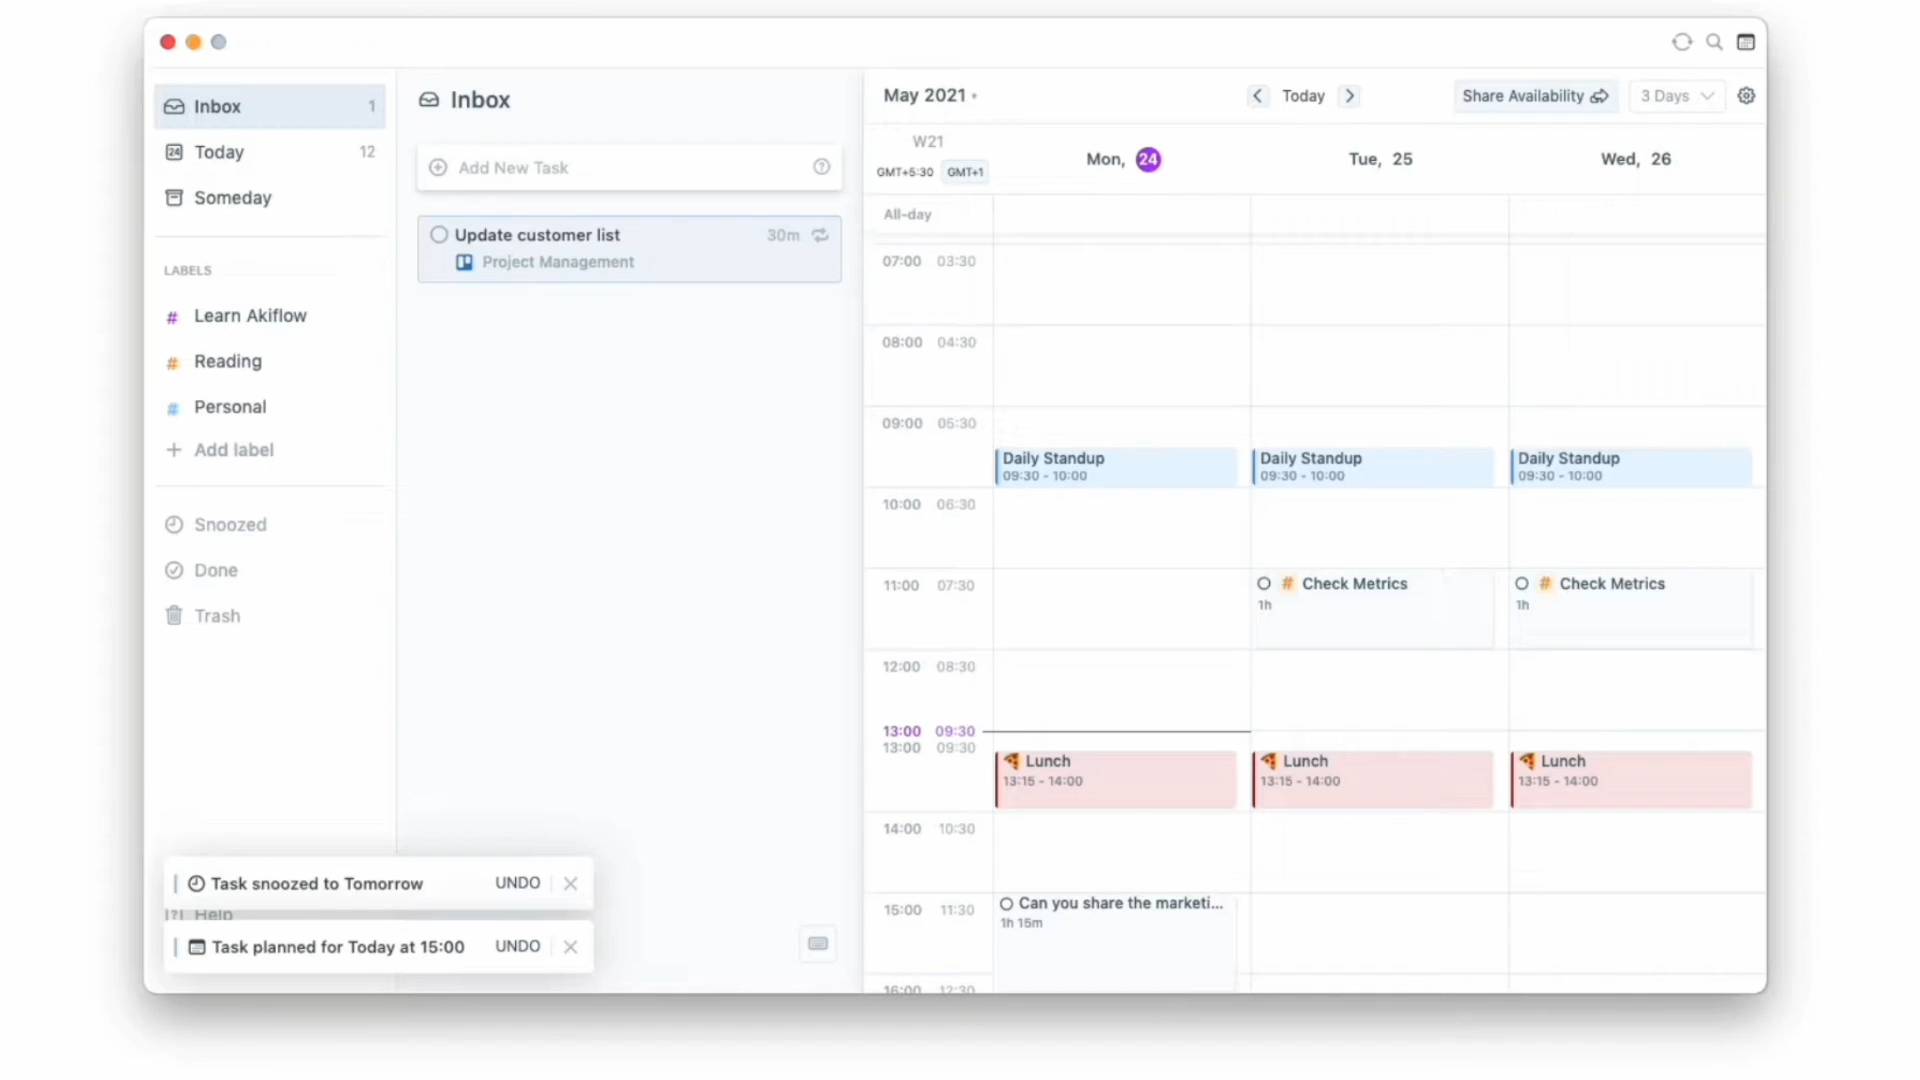 Inbox 1
24 Today 12
Someday
LABELS
# Learn Akiflow
# Reading
# Personal
+ Add label
Snoozed
Done
Trash
Task snoozed to Tomorrow UNDO
[?] Help
Task planned for Today at 15:00 UNDO
Inbox
Add New Task
Update customer list 30m
Project Management
May 2021
Today
Share Availability
3 Days
W21
GMT+5:30 GMT+1
Mon, 24
Tue, 25
Wed, 26
All-day
07:00 03:30
08:00 04:30
09:00 05:30
Daily Standup Daily Standup Daily Standup
09:30 - 10:00 09:30 - 10:00 09:30 - 10:00
10:00 06:30
11:00 07:30
# Check Metrics # Check Metrics
1h 1h
12:00 08:30
13:00 09:30
13:00 09:30
Lunch Lunch Lunch
13:15 - 14:00 13:15 - 14:00 13:15 - 14:00
14:00 10:30
15:00 11:30
Can you share the marketi...
1h 15m
16:00 12:30